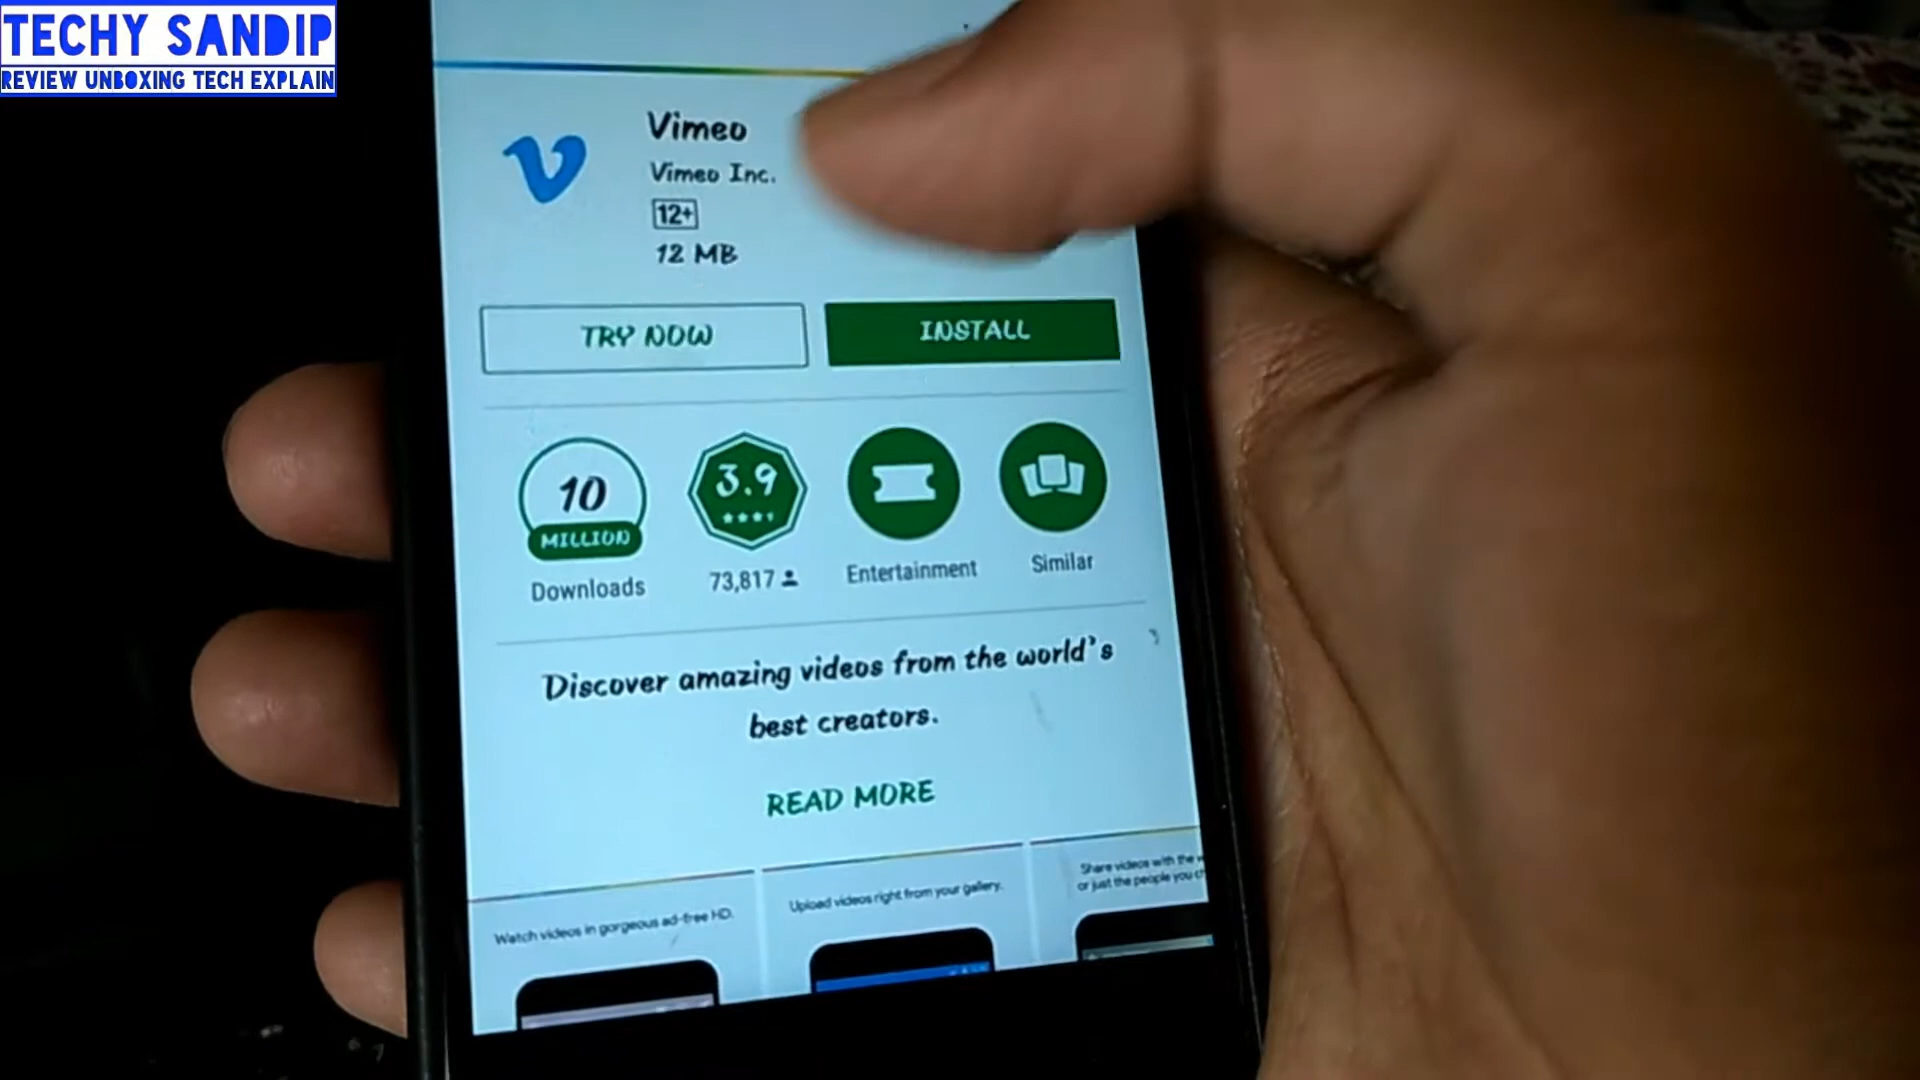 TECHY SANDIP
REVIEW UNBOXING TECH EXPLAIN
Vimeo
Vimeo Inc.
12+
12 MB
TRY NOW
INSTALL
10
MILLION
Downloads
3.9
73,817
Entertainment
Similar
Discover amazing videos from the world's
best creators.
READ MORE
Watch videos in gorgeous ad-free HD.
Upload videos right from your gallery.
Share videos with the
or just the people you